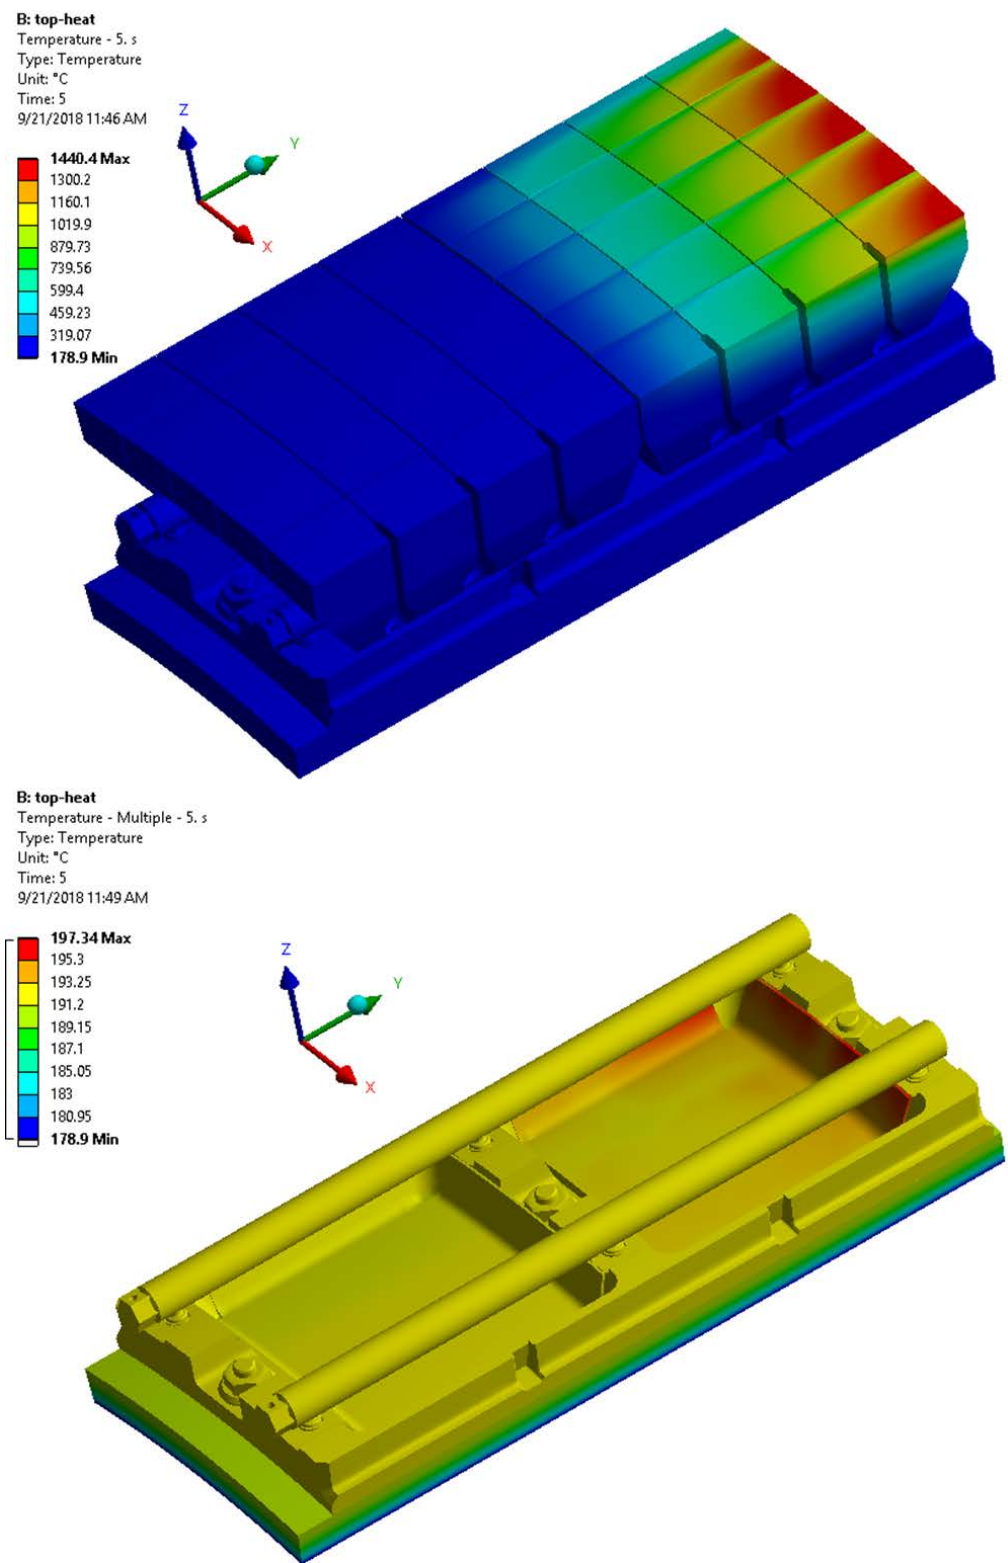 B: top-heat
Temperature - 5. s
Type: Temperature
Unit: °C
Time: 5
9/21/2018 11:46 AM
Z
Y
X
1440.4 Max
1300.2
1160.1
1019.9
879.73
739.56
599.4
459.23
319.07
178.9 Min
B: top-heat
Temperature - Multiple - 5. s
Type: Temperature
Unit: °C
Time: 5
9/21/2018 11:49 AM
Z
Y
X
197.34 Max
195.3
193.25
191.2
189.15
187.1
185.05
183
180.95
178.9 Min